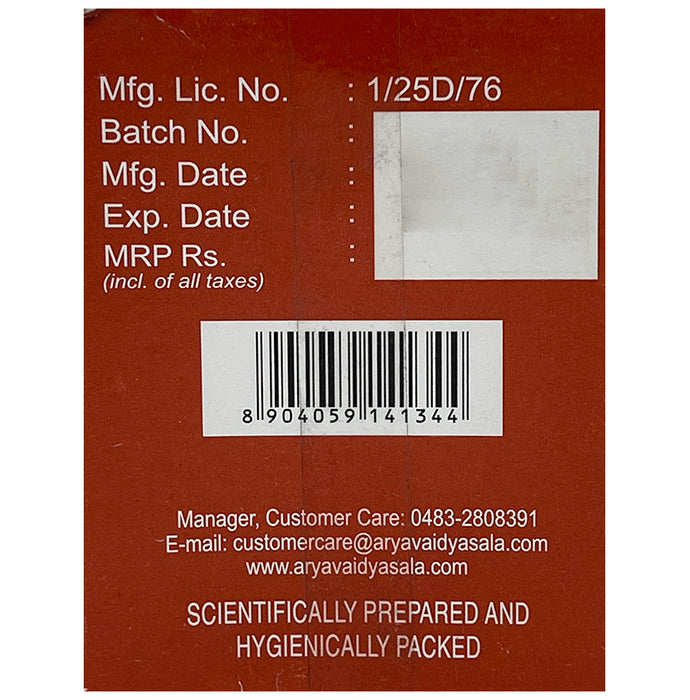 Mfg. Lic. No. : 1/25D/76
Batch No. :
Mfg. Date :
Exp. Date :
MRP Rs. :
(incl. of all taxes)
8 904059 141344
Manager, Customer Care: 0483-2808391
E-mail: customercare@aryavaidyasala.com
www.aryavaidyasala.com
SCIENTIFICALLY PREPARED AND
HYGIENICALLY PACKED